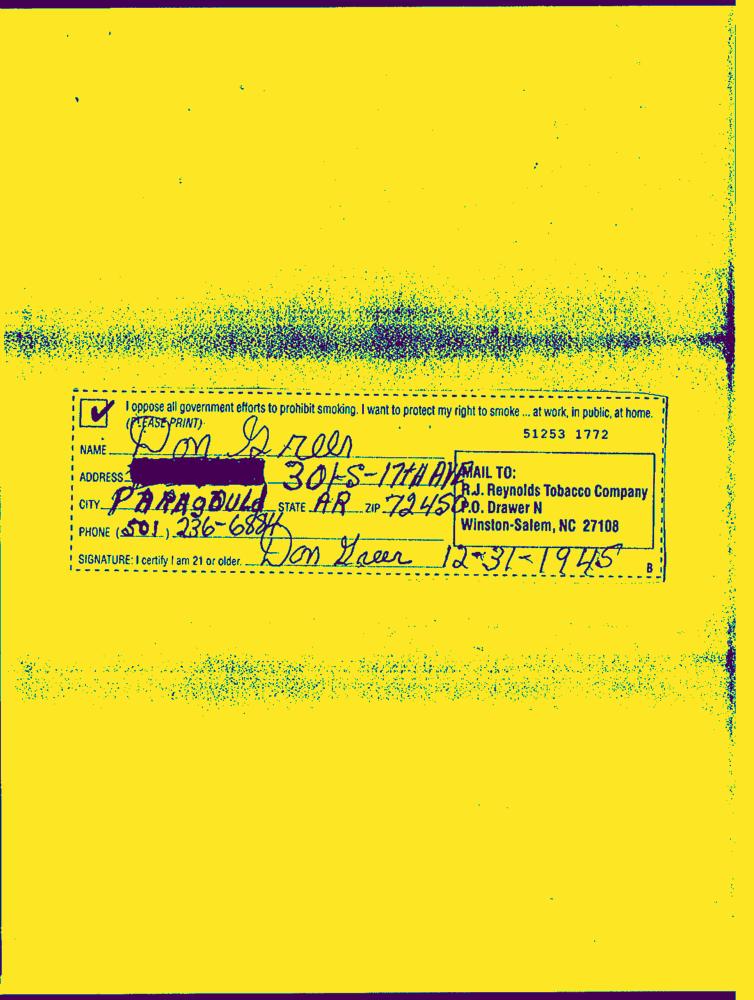 I oppose all government efforts to prohibit smoking. I want to protect my right to smoke ... at work, in public, at home.
(PLEASE PRINT)
51253 1772
NAME Don
ADDRESS 301-S-17th AVE
CITY PARAgOULd STATE AR ZIP 72450
PHONE (501) 236-6884
SIGNATURE: I certify I am 21 or older. Don 12-31-1945
MAIL TO:
R.J. Reynolds Tobacco Company
P.O. Drawer N
Winston-Salem, NC 27108
B